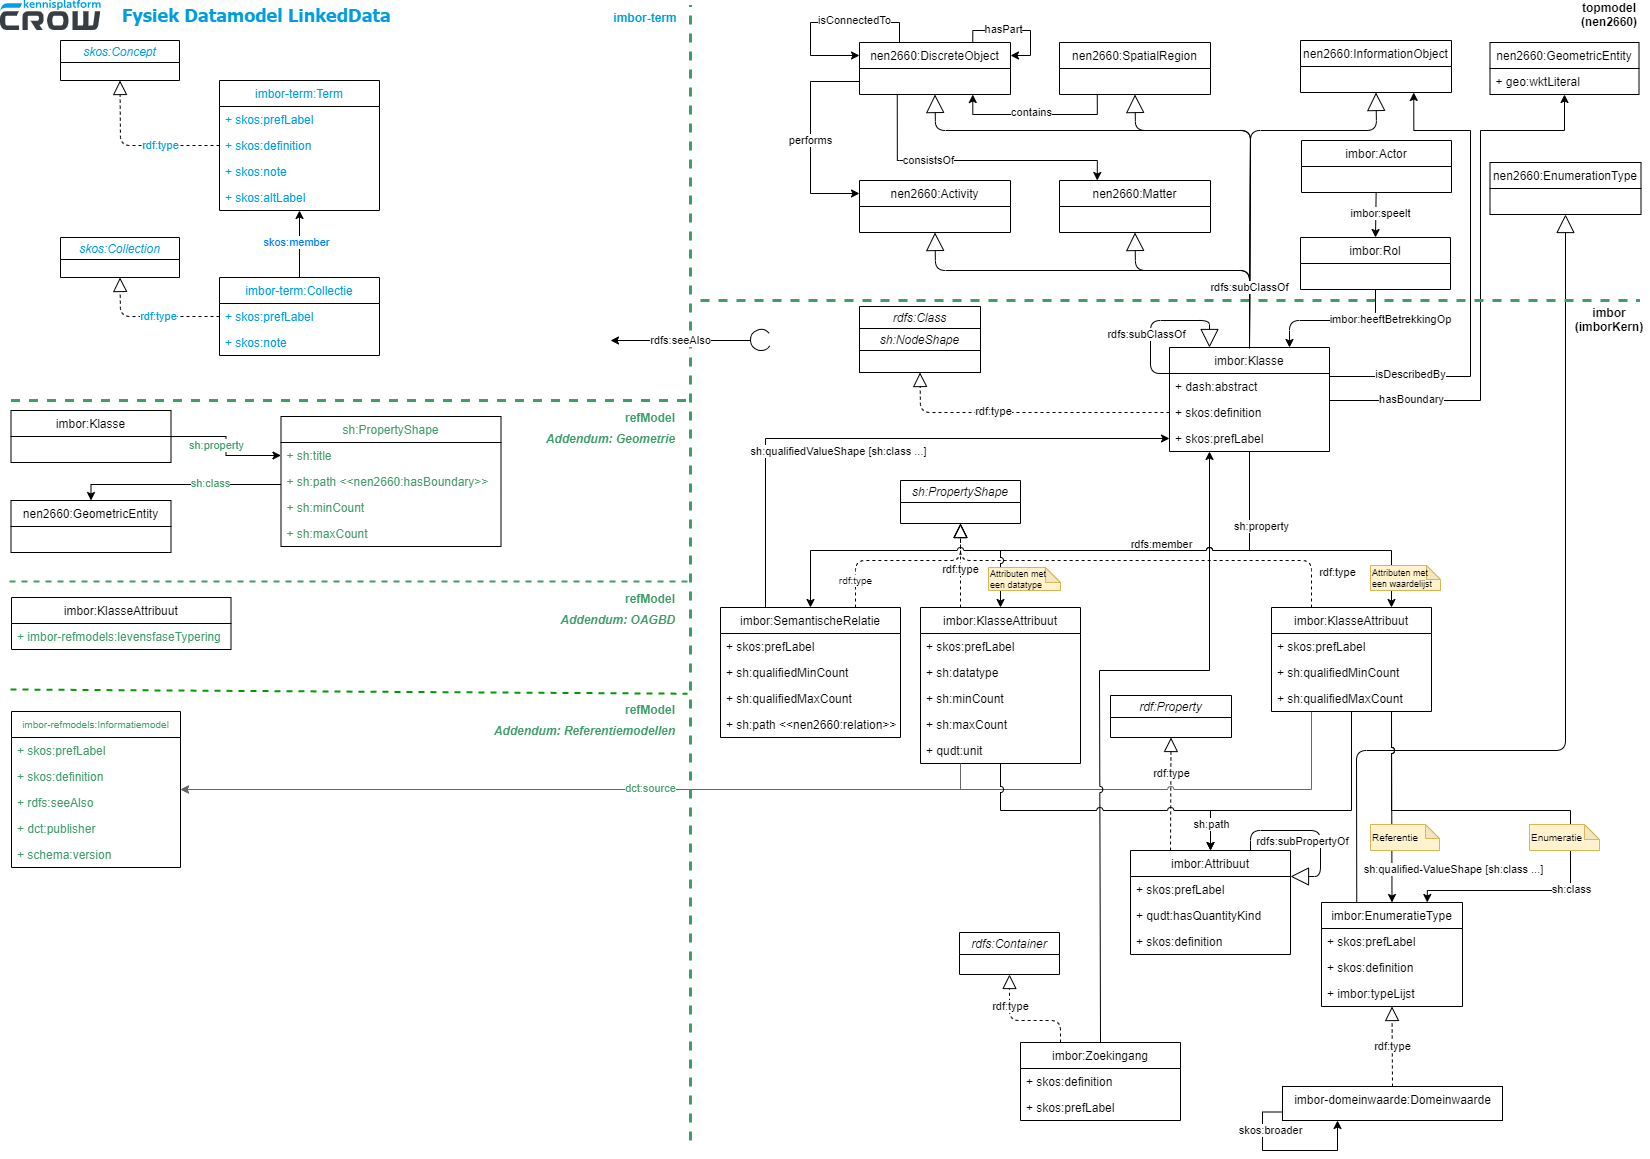 kennisplatform
CROW
Fysiek Datamodel LinkedData
imbor-term
skos:Concept
rdf:type
imbor-term:Term
+ skos:prefLabel
+ skos:definition
+ skos:note
+ skos:altLabel
skos:member
skos:Collection
rdf:type
imbor-term:Collectie
+ skos:prefLabel
+ skos:note
rdfs:seeAlso
refModel
Addendum: Geometrie
imbor:Klasse
sh:property
sh:PropertyShape
+ sh:title
+ sh:path <<nen2660:hasBoundary>>
+ sh:minCount
+ sh:maxCount
sh:class
nen2660:GeometricEntity
refModel
Addendum: OAGBD
imbor:KlasseAttribuut
+ imbor-refmodels:levensfaseTypering
refModel
Addendum: Referentiemodellen
imbor-refmodels:Informatiemodel
+ skos:prefLabel
+ skos:definition
+ rdfs:seeAlso
+ dct:publisher
+ schema:version
dct:source
topmodel
(nen2660)
isConnectedTo
hasPart
nen2660:DiscreteObject
nen2660:SpatialRegion
nen2660:InformationObject
nen2660:GeometricEntity
+ geo:wktLiteral
contains
performs
consistsOf
imbor:Actor
nen2660:EnumerationType
nen2660:Activity
nen2660:Matter
imbor:speelt
imbor:Rol
rdfs:subClassOf
imbor
(imborKern)
imbor:heeftBetrekkingOp
rdfs:Class
sh:NodeShape
rdfs:subClassOf
imbor:Klasse
+ dash:abstract
+ skos:definition
+ skos:prefLabel
isDescribedBy
hasBoundary
rdf:type
sh:qualifiedValueShape [sh:class ...]
sh:PropertyShape
sh:property
rdfs:member
rdf:type
rdf:type
rdf:type
Attributen met
een datatype
Attributen met
een waardelijst
imbor:SemantischeRelatie
+ skos:prefLabel
+ sh:qualifiedMinCount
+ sh:qualifiedMaxCount
+ sh:path <<nen2660:relation>>
imbor:KlasseAttribuut
+ skos:prefLabel
+ sh:datatype
+ sh:minCount
+ sh:maxCount
+ qudt:unit
imbor:KlasseAttribuut
+ skos:prefLabel
+ sh:qualifiedMinCount
+ sh:qualifiedMaxCount
rdf:Property
rdf:type
sh:path
rdfs:subPropertyOf
imbor:Attribuut
+ skos:prefLabel
+ qudt:hasQuantityKind
+ skos:definition
Referentie
Enumeratie
sh:qualified-ValueShape [sh:class ...]
sh:class
imbor:EnumeratieType
+ skos:prefLabel
+ skos:definition
+ imbor:typeLijst
rdfs:Container
rdf:type
imbor:Zoekingang
+ skos:definition
+ skos:prefLabel
rdf:type
imbor-domeinwaarde:Domeinwaarde
skos:broader